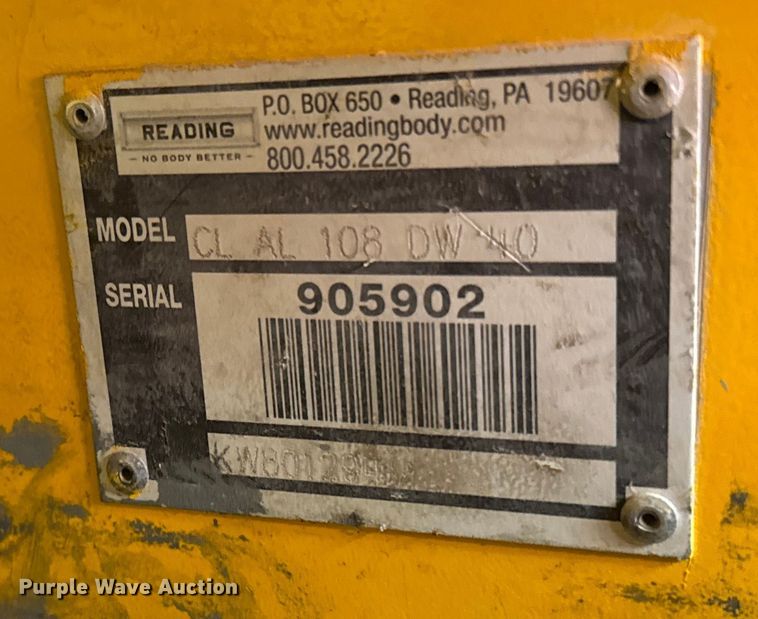 READING
— NO BODY BETTER —
P.O. BOX 650 • Reading, PA 19607
www.readingbody.com
800.458.2226
MODEL CL AL 108 DW 40
SERIAL 905902
Purple Wave Auction